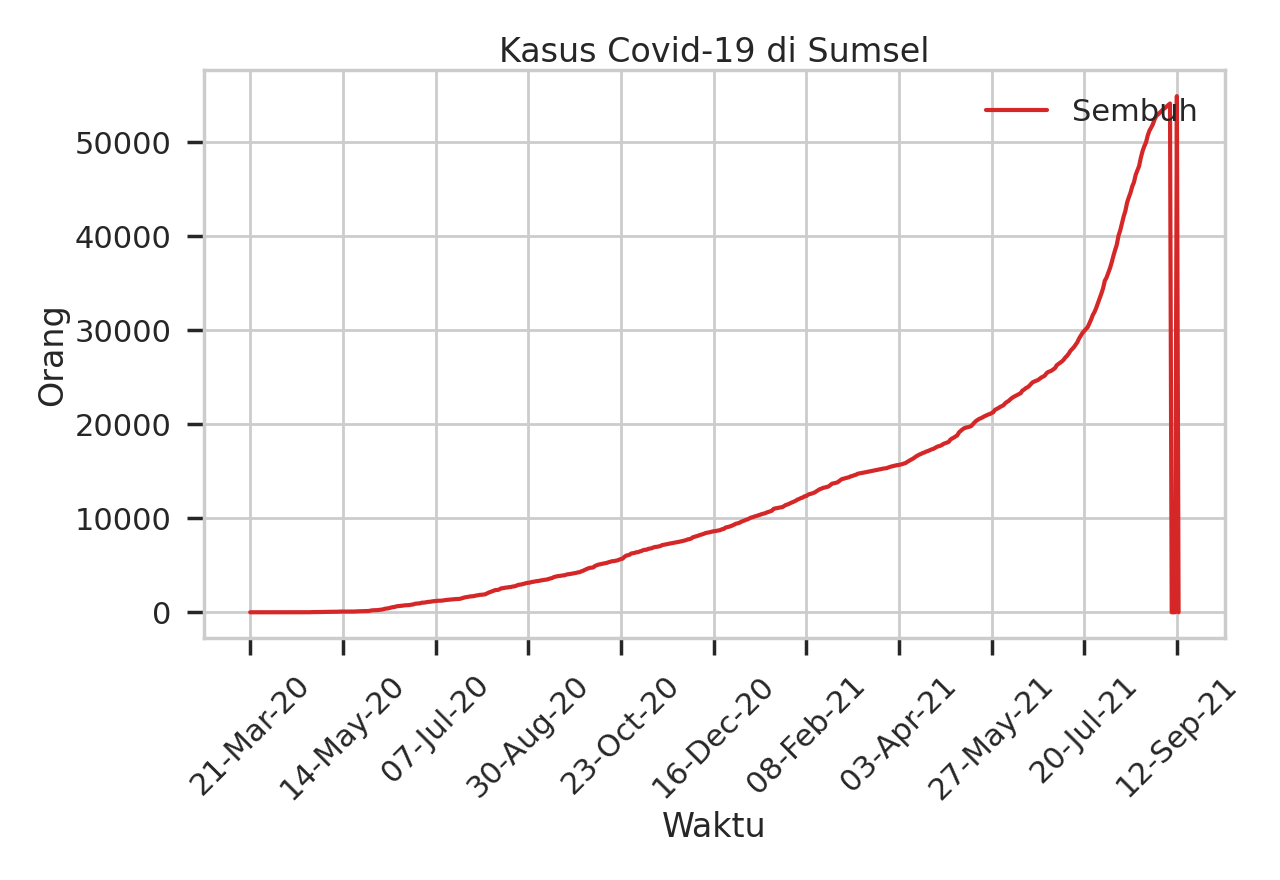 Kasus Covid-19 di Sumsel
Sembuh
Orang
50000
40000
30000
20000
10000
0
21-Mar-20
14-May-20
07-Jul-20
30-Aug-20
23-Oct-20
16-Dec-20
08-Feb-21
03-Apr-21
27-May-21
20-Jul-21
12-Sep-21
Waktu